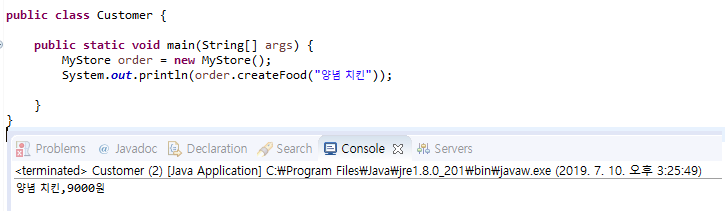 public class Customer {
public static void main(String[] args) {
MyStore order = new MyStore();
System.out.println(order.createFood("양념 치킨"));
}
}
Problems @ Javadoc Declaration Search Console Servers
<terminated> Customer (2) [Java Application] C:₩Program Files₩Java₩jre1.8.0_201₩bin₩javaw.exe (2019. 7. 10. 오후 3:25:49)
양념 치킨,9000원